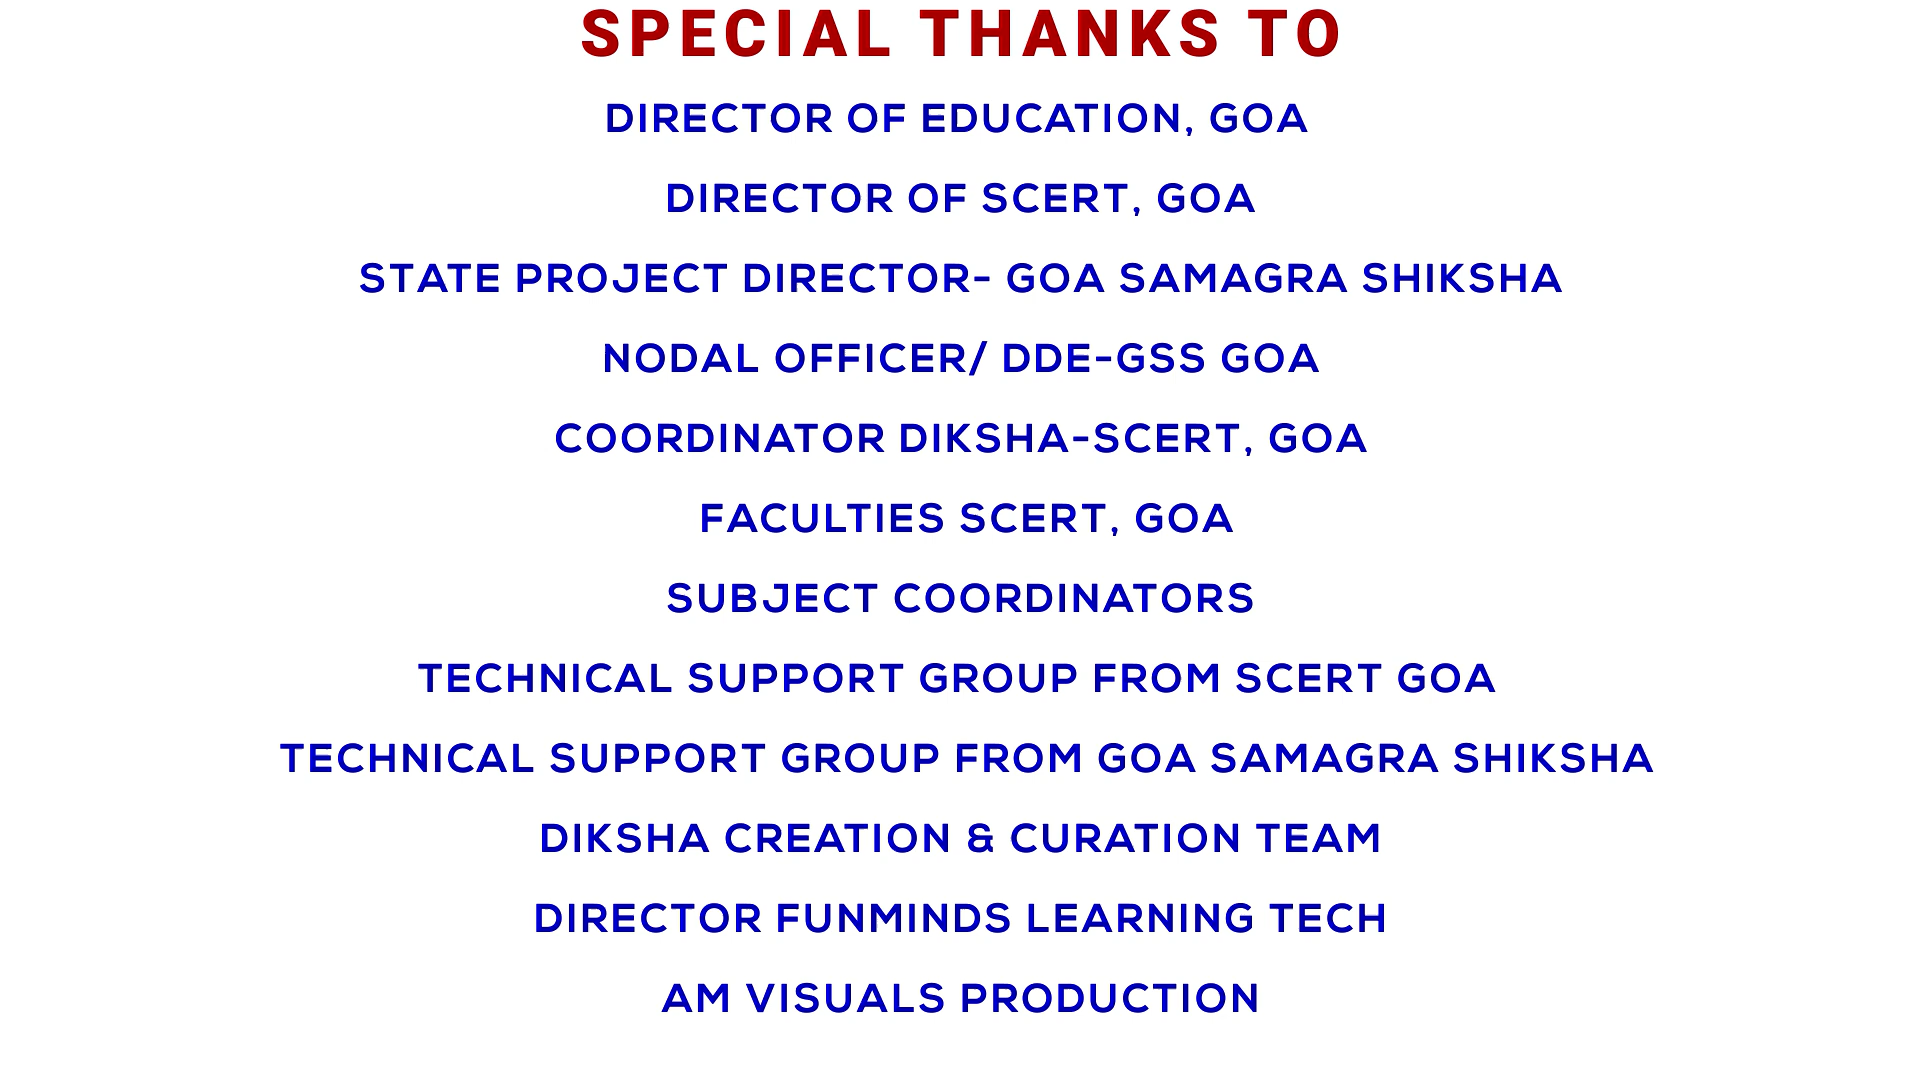 SPECIAL THANKS TO
DIRECTOR OF EDUCATION, GOA
DIRECTOR OF SCERT, GOA
STATE PROJECT DIRECTOR- GOA SAMAGRA SHIKSHA
NODAL OFFICER/ DDE-GSS GOA
COORDINATOR DIKSHA-SCERT, GOA
FACULTIES SCERT, GOA
SUBJECT COORDINATORS
TECHNICAL SUPPORT GROUP FROM SCERT GOA
TECHNICAL SUPPORT GROUP FROM GOA SAMAGRA SHIKSHA
DIKSHA CREATION & CURATION TEAM
DIRECTOR FUNMINDS LEARNING TECH
AM VISUALS PRODUCTION